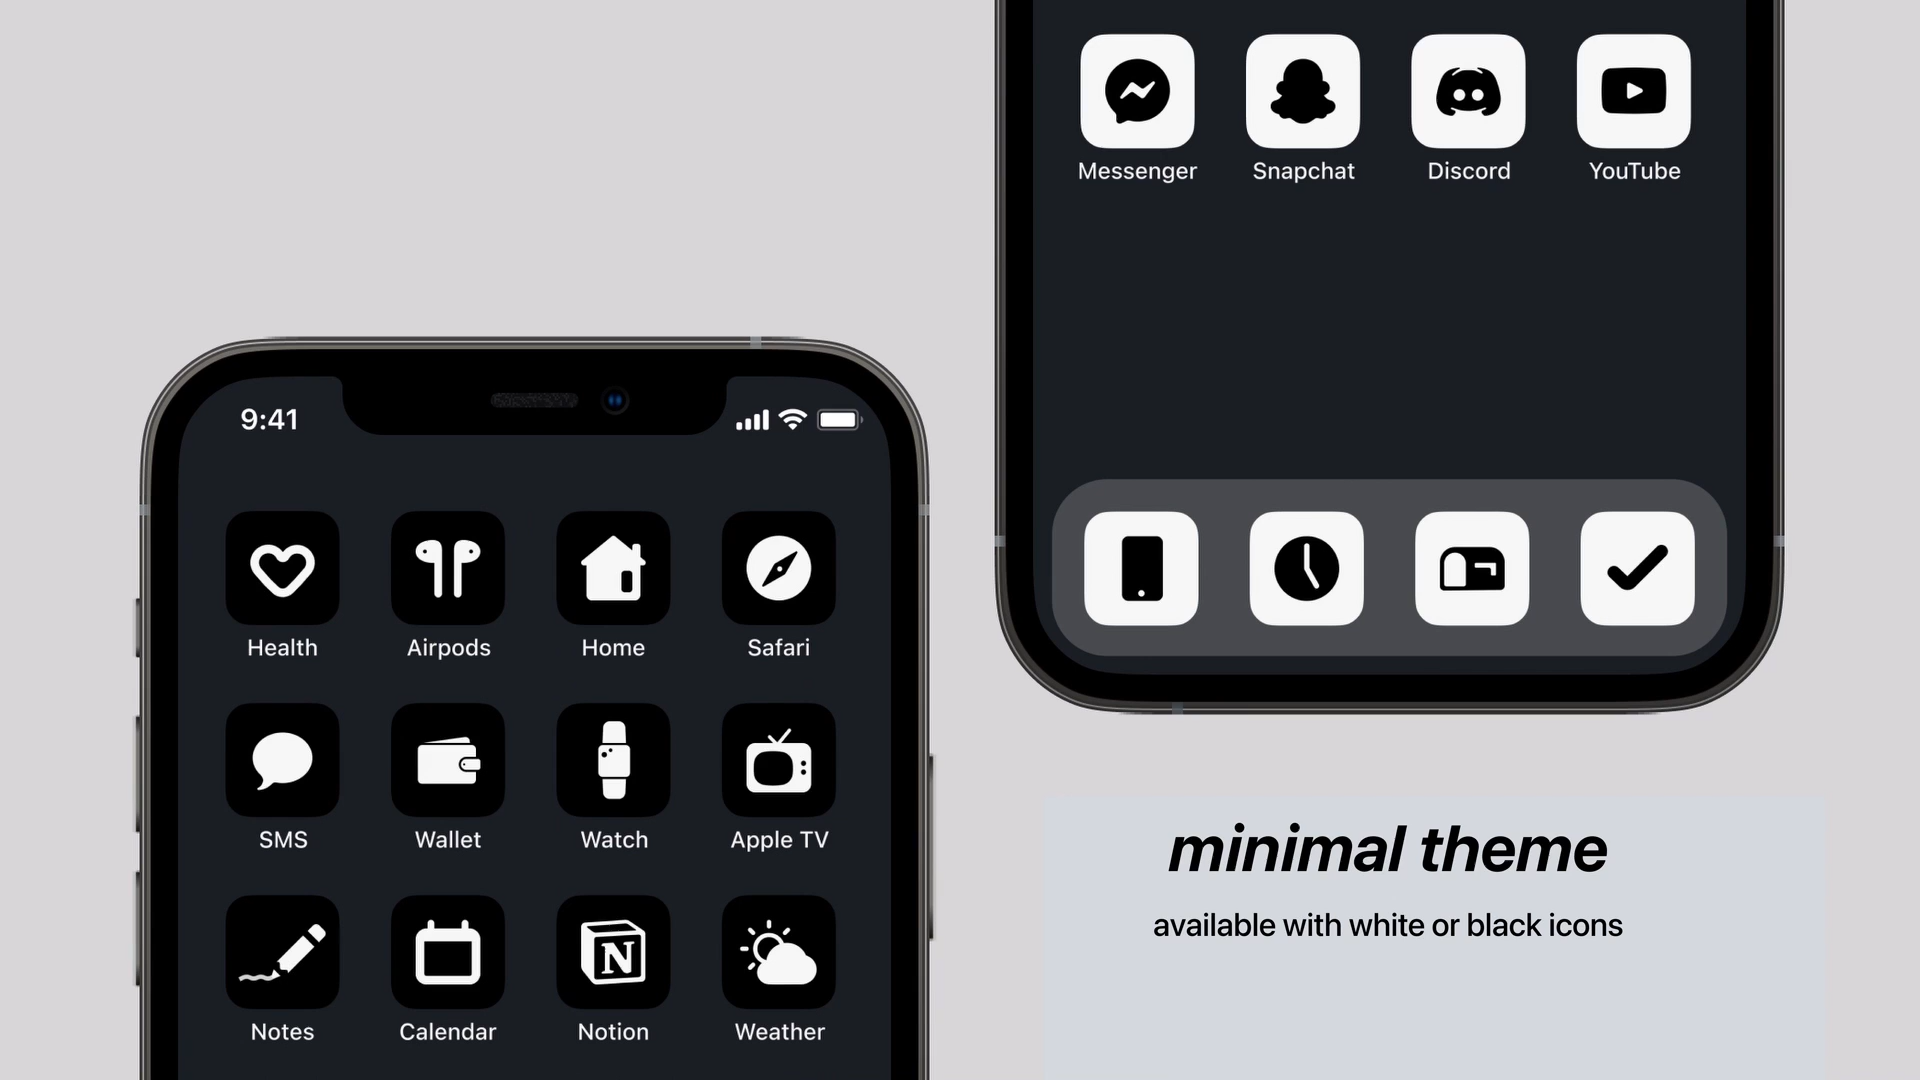 Messenger Snapchat Discord YouTube
9:41
Health Airpods Home Safari
SMS Wallet Watch Apple TV
N
Notes Calendar Notion Weather
minimal theme
available with white or black icons